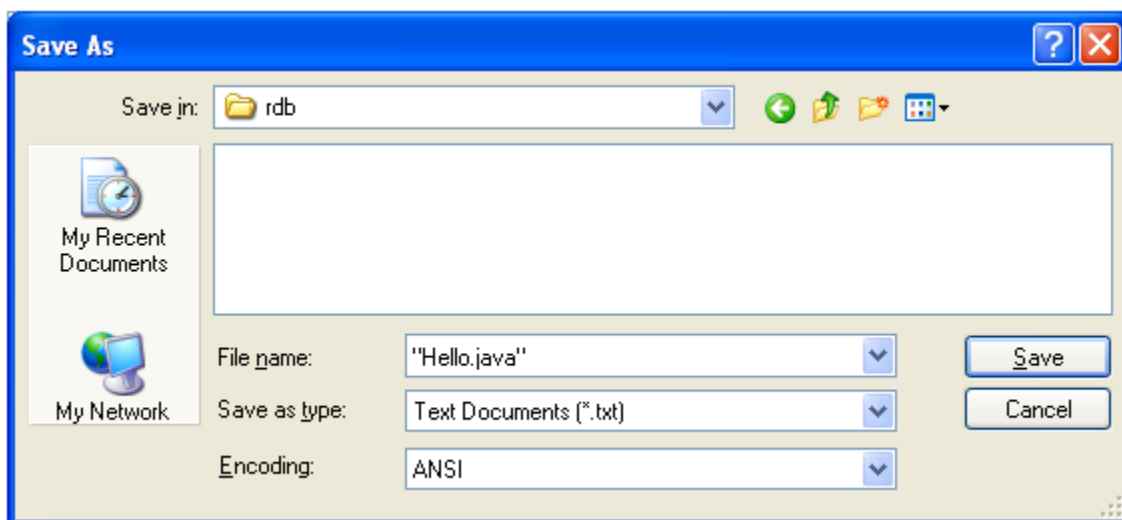 Save As
?
Save in:
rdb
My Recent
Documents
My Network
File name:
"Hello.java"
Save
Save as type:
Text Documents (*.txt)
Cancel
Encoding:
ANSI